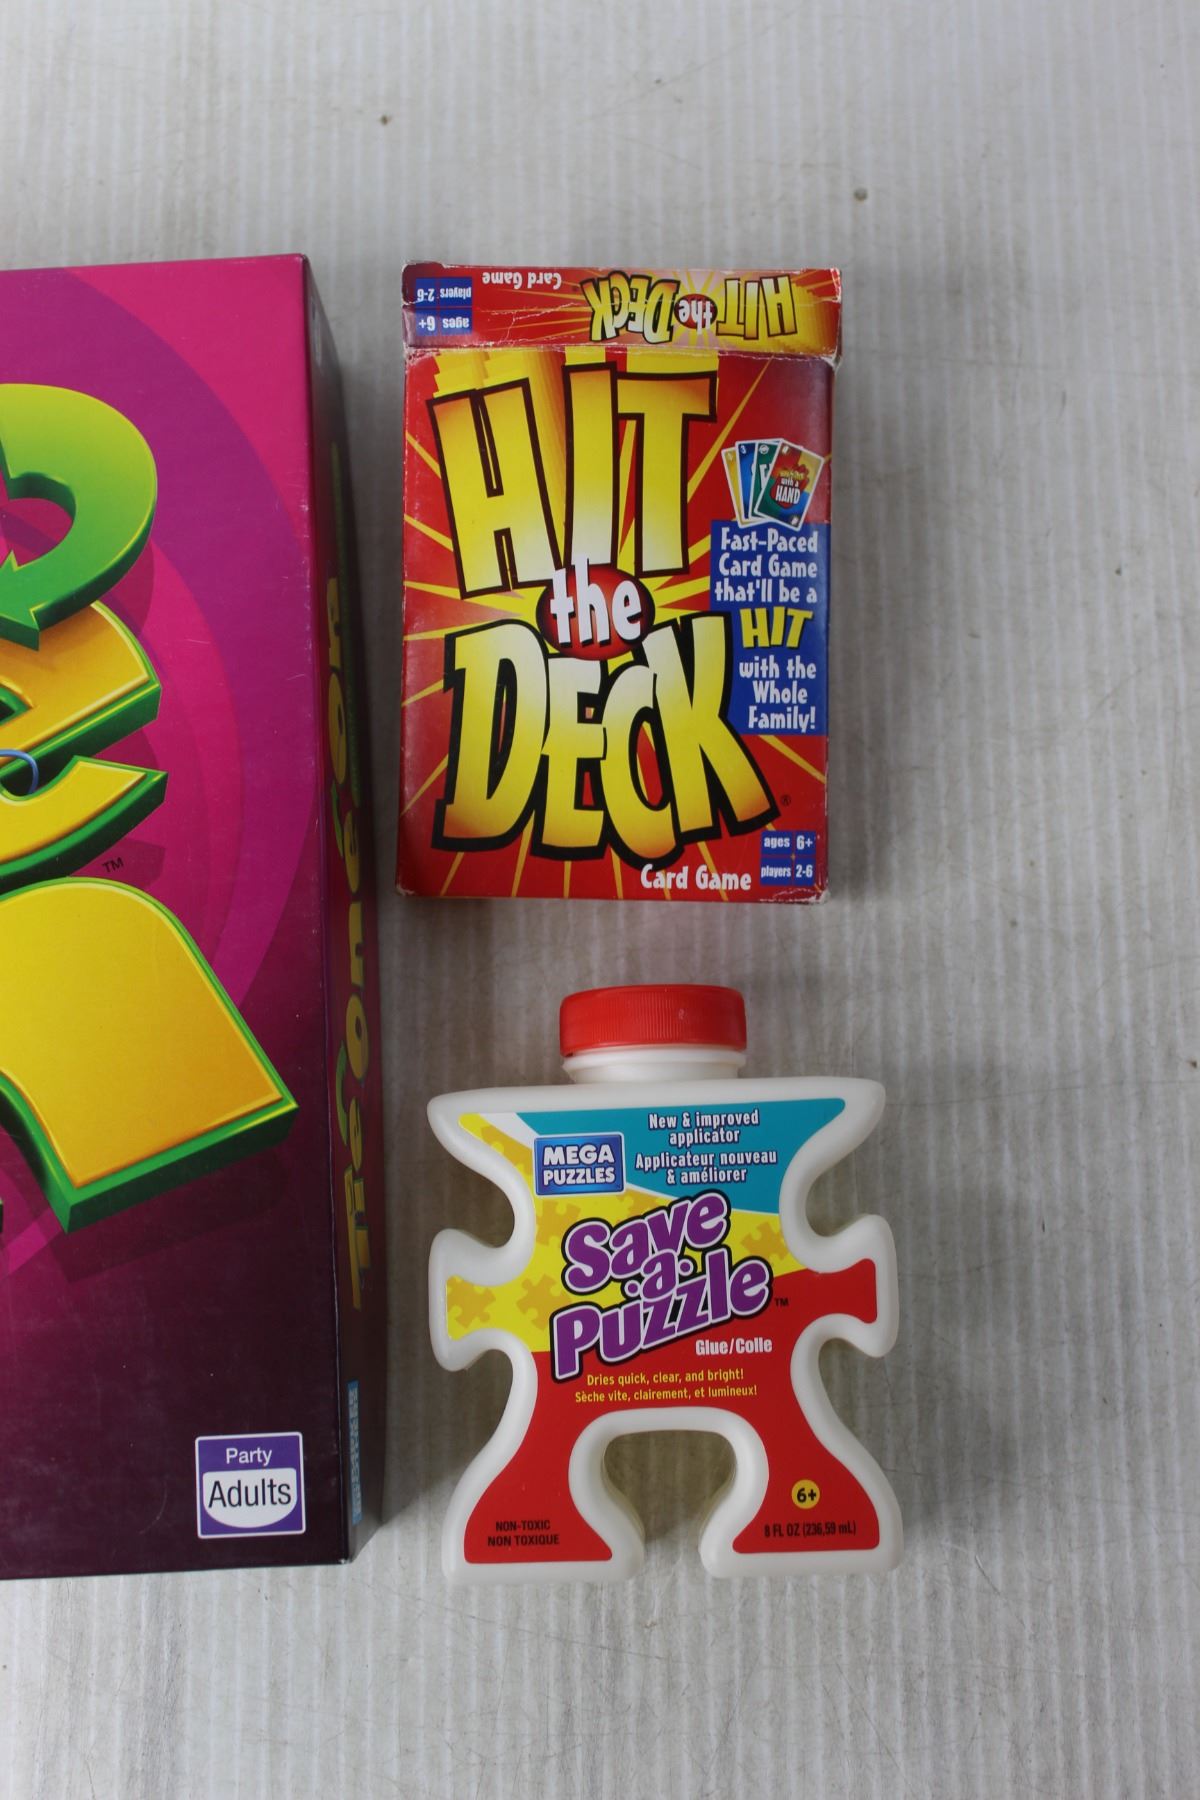 Card Game
HIT the DECK
players 2-6
ages 6+
HIT
the
DECK
with a
HAND
Fast-Paced
Card Game
that'll be a
HIT
with the
Whole
Family!
®
ages 6+
players 2-6
Card Game
TM
Party
Adults
New & improved
applicator
Applicateur nouveau
& améliorer
MEGA
PUZZLES
Save
·a·
Puzzle™
Glue/Colle
Dries quick, clear, and bright!
Sèche vite, clairement, et lumineux!
6+
NON-TOXIC
NON TOXIQUE
8 FL OZ (236,59 mL)